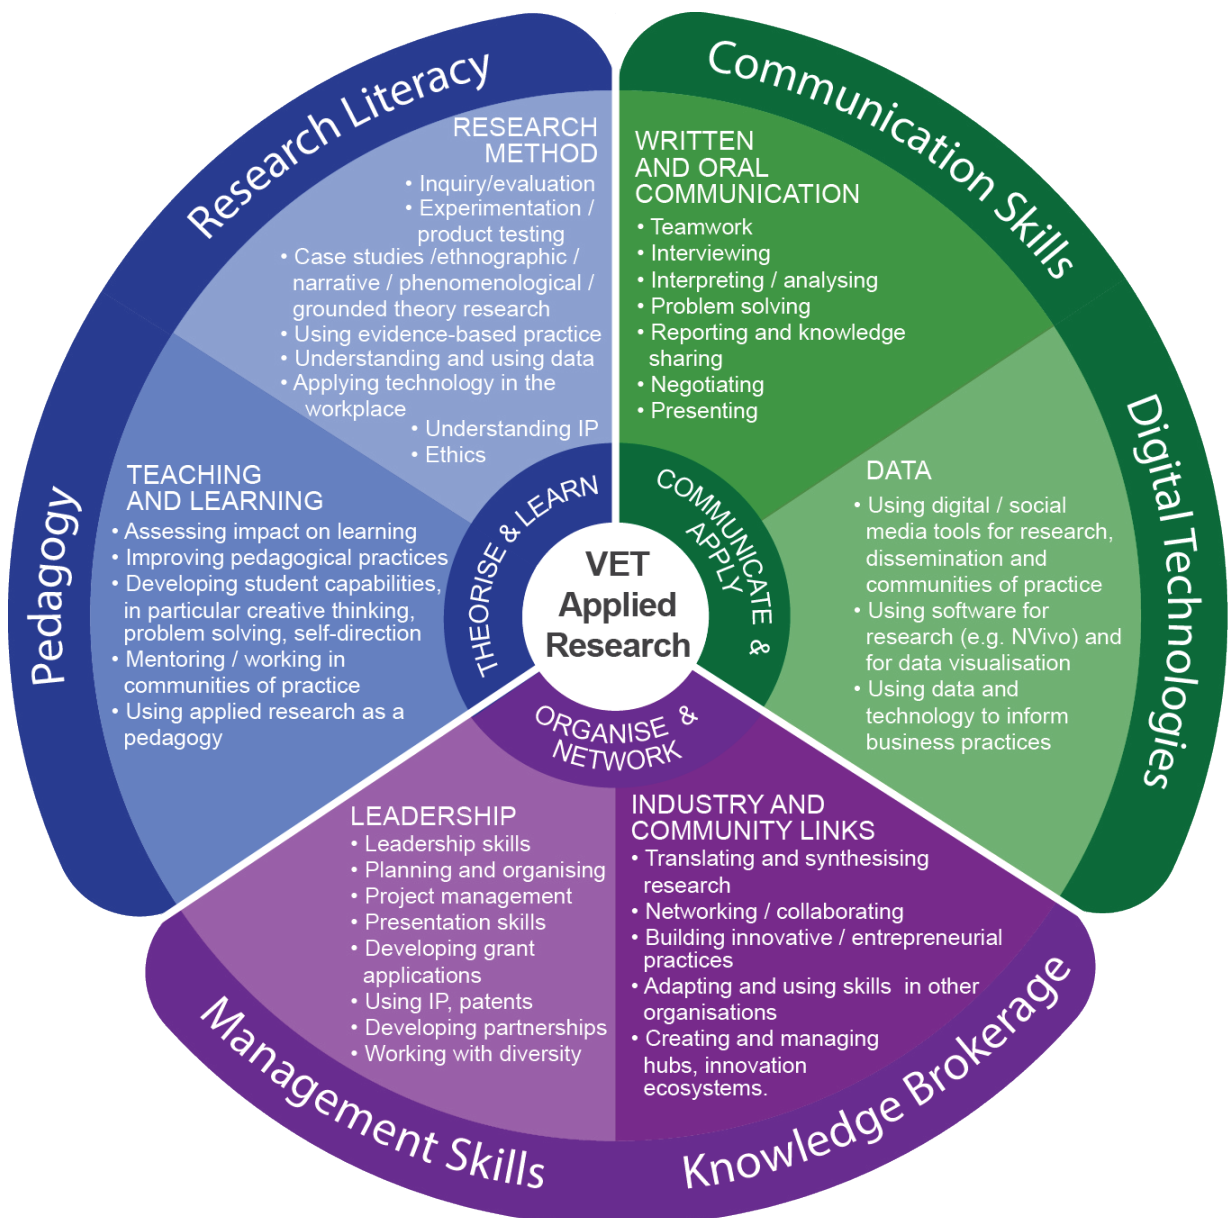 Research Literacy
RESEARCH
METHOD
• Inquiry/evaluation
• Experimentation /
product testing
• Case studies /ethnographic /
narrative / phenomenological /
grounded theory research
• Using evidence-based practice
• Understanding and using data
• Applying technology in the
workplace
• Understanding IP
• Ethics
Communication Skills
WRITTEN
AND ORAL
COMMUNICATION
• Teamwork
• Interviewing
• Interpreting / analysing
• Problem solving
• Reporting and knowledge
sharing
• Negotiating
• Presenting
Digital Technologies
DATA
• Using digital / social
media tools for research,
dissemination and
communities of practice
• Using software for
research (e.g. NVivo) and
for data visualisation
• Using data and
technology to inform
business practices
Pedagogy
TEACHING
AND LEARNING
• Assessing impact on learning
• Improving pedagogical practices
• Developing student capabilities,
in particular creative thinking,
problem solving, self-direction
• Mentoring / working in
communities of practice
• Using applied research as a
pedagogy
THEORISE & LEARN
COMMUNICATE &
APPLY
VET
Applied
Research
ORGANISE &
NETWORK
LEADERSHIP
• Leadership skills
• Planning and organising
• Project management
• Presentation skills
• Developing grant
applications
• Using IP, patents
• Developing partnerships
• Working with diversity
Management Skills
INDUSTRY AND
COMMUNITY LINKS
• Translating and synthesising
research
• Networking / collaborating
• Building innovative / entrepreneurial
practices
• Adapting and using skills in other
organisations
• Creating and managing
hubs, innovation
ecosystems.
Knowledge Brokerage